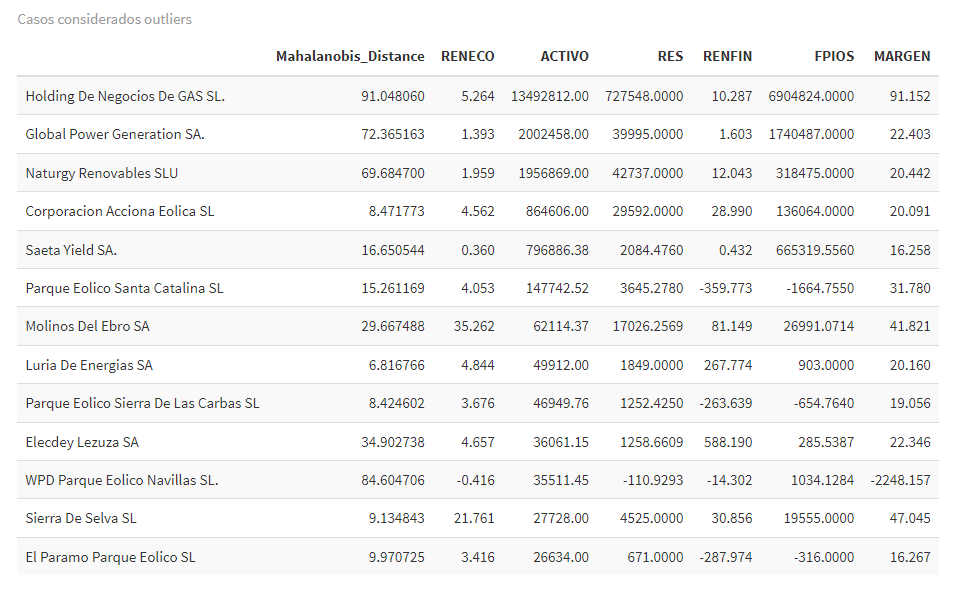 Casos considerados outliers
Mahalanobis_Distance RENECO ACTIVO RES RENFIN FPIOS MARGEN
Holding De Negocios De GAS SL. 91.048060 5.264 13492812.00 727548.0000 10.287 6904824.0000 91.152
Global Power Generation SA. 72.365163 1.393 2002458.00 39995.0000 1.603 1740487.0000 22.403
Naturgy Renovables SLU 69.684700 1.959 1956869.00 42737.0000 12.043 318475.0000 20.442
Corporacion Acciona Eolica SL 8.471773 4.562 864606.00 29592.0000 28.990 136064.0000 20.091
Saeta Yield SA. 16.650544 0.360 796886.38 2084.4760 0.432 665319.5560 16.258
Parque Eolico Santa Catalina SL 15.261169 4.053 147742.52 3645.2780 -359.773 -1664.7550 31.780
Molinos Del Ebro SA 29.667488 35.262 62114.37 17026.2569 81.149 26991.0714 41.821
Luria De Energias SA 6.816766 4.844 49912.00 1849.0000 267.774 903.0000 20.160
Parque Eolico Sierra De Las Carbas SL 8.424602 3.676 46949.76 1252.4250 -263.639 -654.7640 19.056
Elecdey Lezuza SA 34.902738 4.657 36061.15 1258.6609 588.190 285.5387 22.346
WPD Parque Eolico Navillas SL. 84.604706 -0.416 35511.45 -110.9293 -14.302 1034.1284 -2248.157
Sierra De Selva SL 9.134843 21.761 27728.00 4525.0000 30.856 19555.0000 47.045
El Paramo Parque Eolico SL 9.970725 3.416 26634.00 671.0000 -287.974 -316.0000 16.267